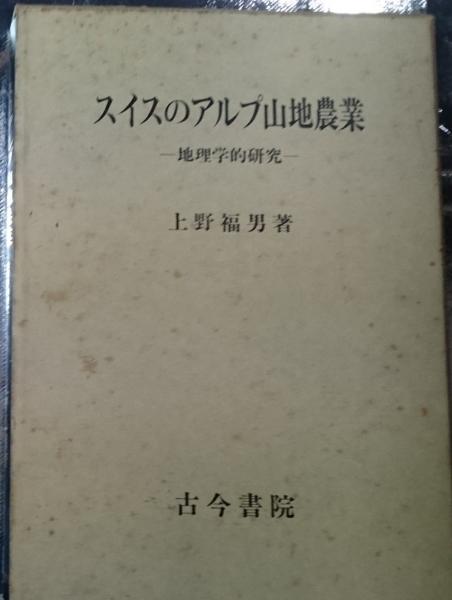 スイスのアルプ山地農業
―地理学的研究―
上野福男著
古今書院